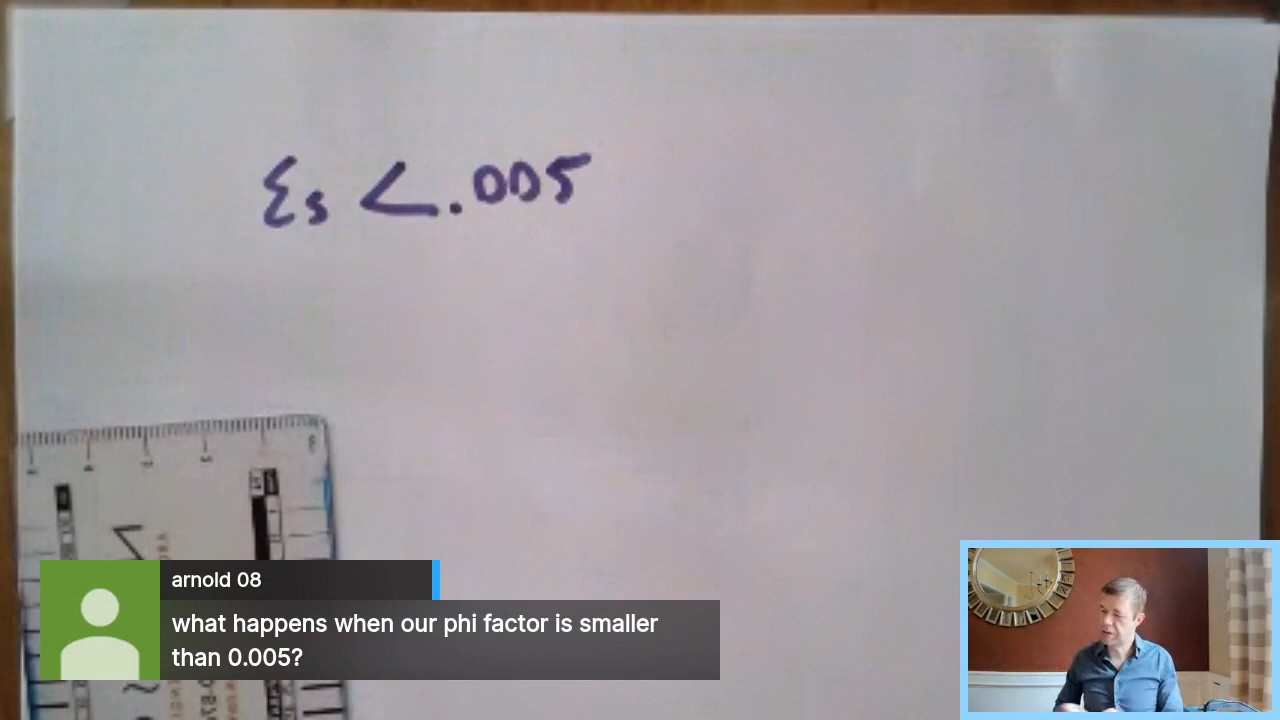 εs < .005
arnold 08
what happens when our phi factor is smaller
than 0.005?